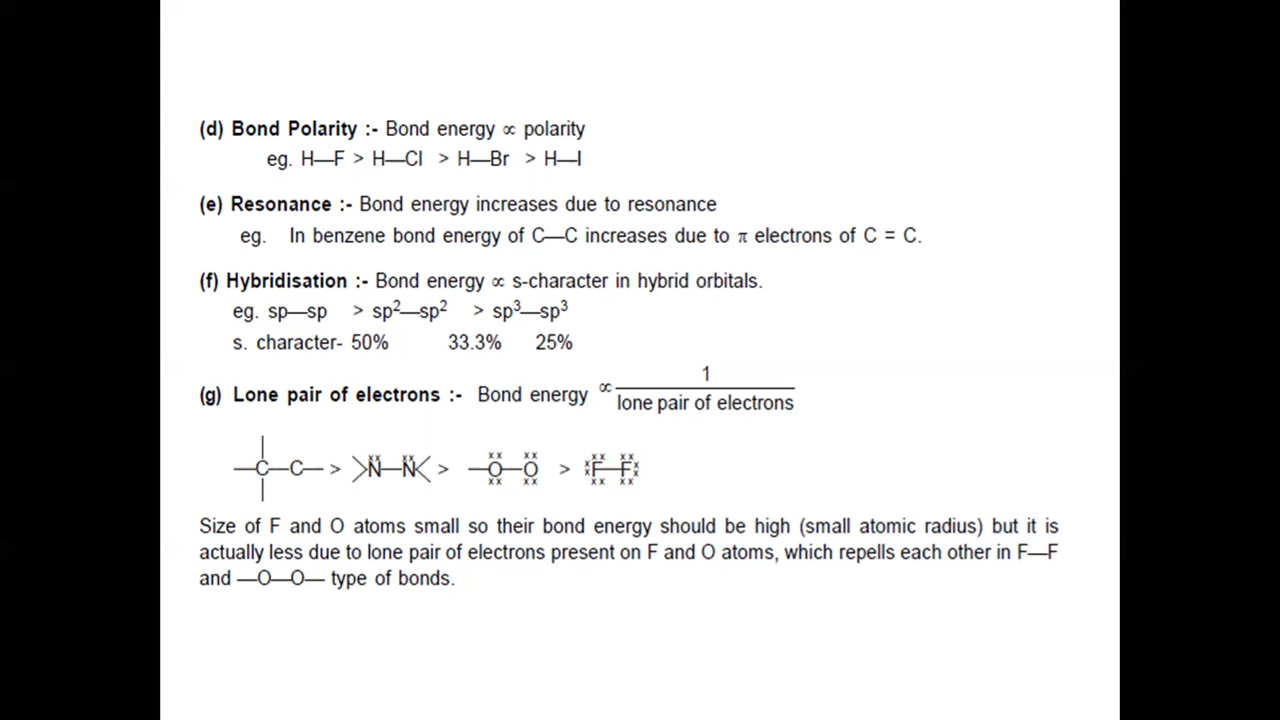 (d) Bond Polarity :- Bond energy ∝ polarity
eg. H—F > H—Cl > H—Br > H—I
(e) Resonance :- Bond energy increases due to resonance
eg. In benzene bond energy of C—C increases due to π electrons of C = C.
(f) Hybridisation :- Bond energy ∝ s-character in hybrid orbitals.
eg. sp—sp > sp²—sp² > sp³—sp³
s. character- 50% 33.3% 25%
(g) Lone pair of electrons :- Bond energy ∝ 1
lone pair of electrons
—C—C— > >N—N< > —O—O > F—F
Size of F and O atoms small so their bond energy should be high (small atomic radius) but it is
actually less due to lone pair of electrons present on F and O atoms, which repells each other in F—F
and —O—O— type of bonds.